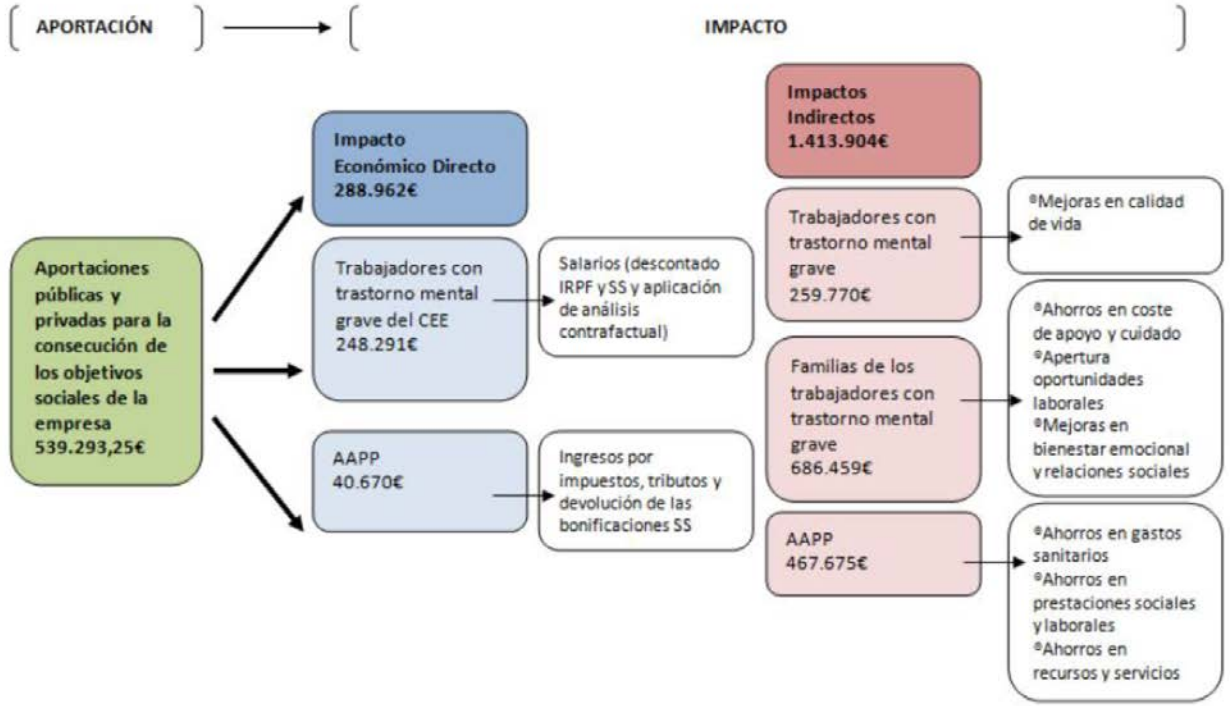 APORTACIÓN
IMPACTO
Aportaciones
públicas y
privadas para la
consecución de
los objetivos
sociales de la
empresa
539.293,25€
Impacto
Económico Directo
288.962€
Trabajadores con
trastorno mental
grave del CEE
248.291€
Salarios (descontado
IRPF y SS y aplicación
de análisis
contrafactual)
AAPP
40.670€
Ingresos por
impuestos, tributos y
devolución de las
bonificaciones SS
Impactos
Indirectos
1.413.904€
Trabajadores con
trastorno mental
grave
259.770€
Mejoras en calidad
de vida
Familias de los
trabajadores con
trastorno mental
grave
686.459€
Ahorros en coste
de apoyo y cuidado
Apertura
oportunidades
laborales
Mejoras en
bienestar emocional
y relaciones sociales
AAPP
467.675€
Ahorros en gastos
sanitarios
Ahorros en
prestaciones sociales
y laborales
Ahorros en
recursos y servicios